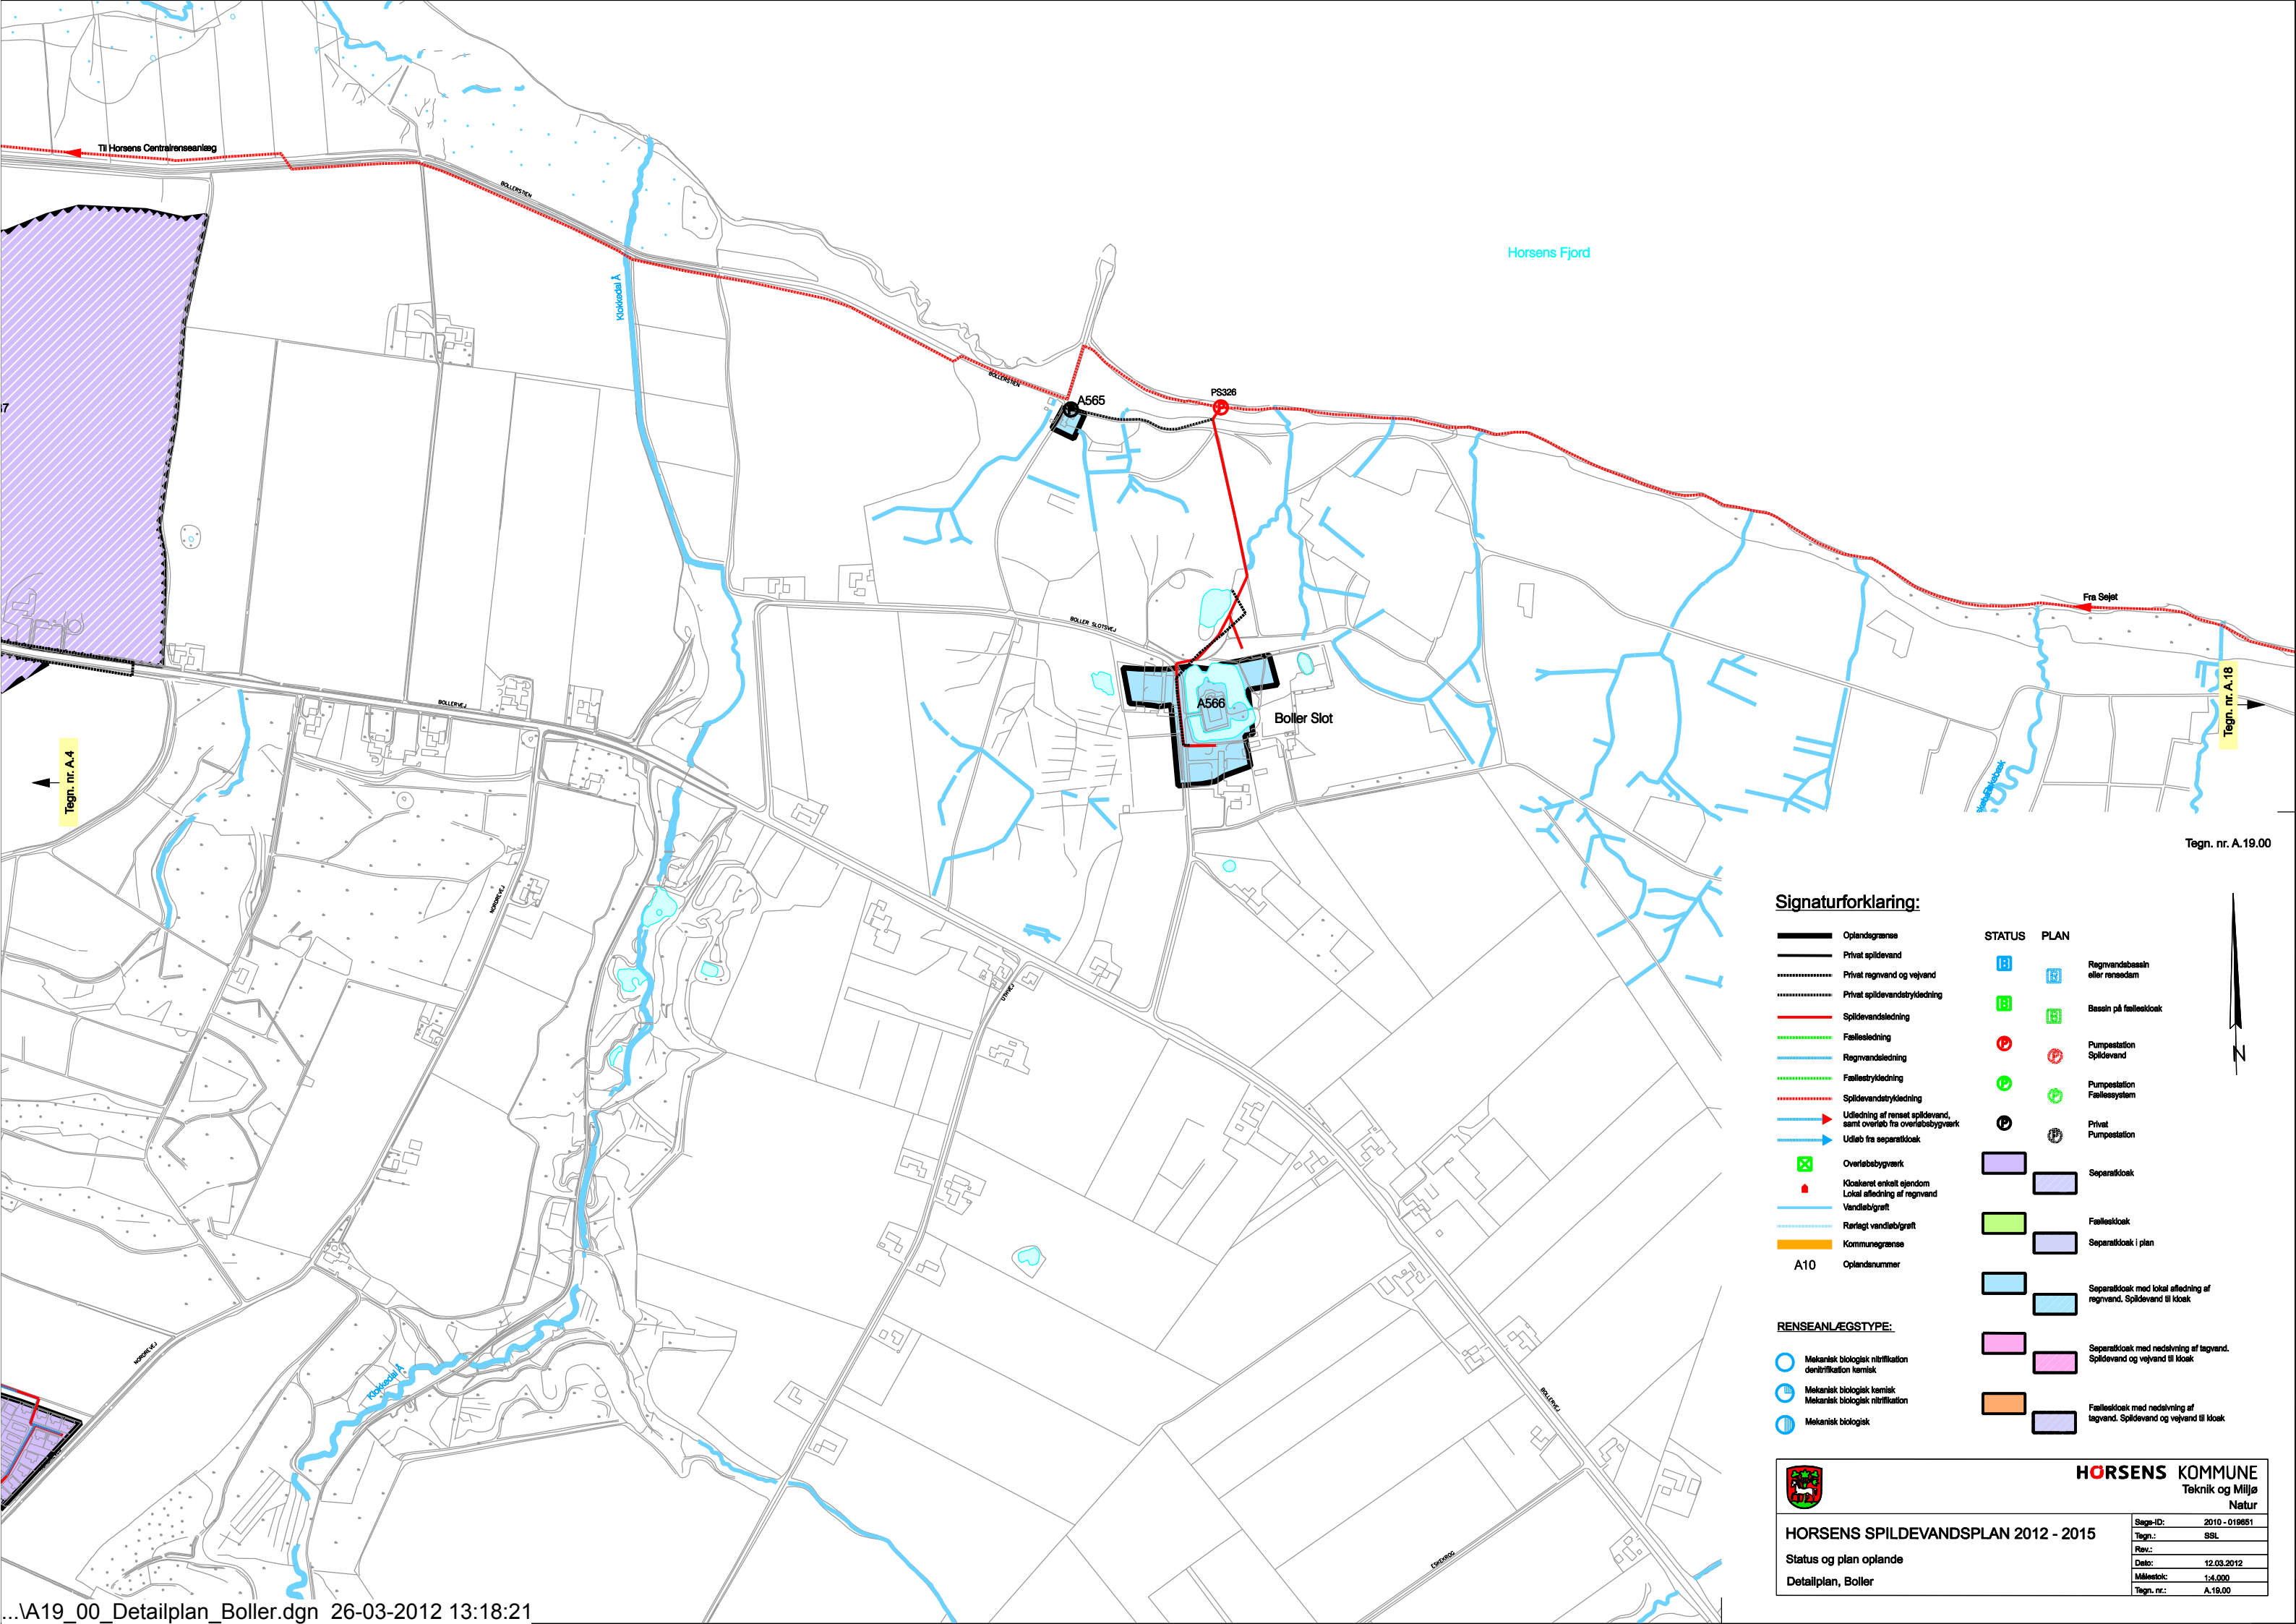 Til Horsens Centralrenseanlæg
BOLLERSTIEN
Klokkedal Å
Horsens Fjord
BOLLERSTIEN
A565
PS326
Fra Sejet
BOLLER SLOTSVEJ
A566
Boller Slot
BOLLERVEJ
Tegn. nr. A.4
Tegn. nr. A.18
NORDREVEJ
NORDREVEJ
Klokkedal Å
BOLLERVEJ
Tegn. nr. A.19.00
Signaturforklaring:
Oplandsgrænse
Privat spildevand
Privat regnvand og vejvand
Privat spildevandstrykledning
Spildevandsledning
Fællesledning
Regnvandsledning
Fællestrykledning
Spildevandstrykledning
Udledning af renset spildevand,
samt overløb fra overløbsbygværk
Udløb fra separatkloak
Overløbsbygværk
Kloakeret enkelt ejendom
Lokal afledning af regnvand
Vandløb/grøft
Rørlagt vandløb/grøft
Kommunegrænse
A10 Oplandsnummer
RENSEANLÆGSTYPE:
Mekanisk biologisk nitrifikation
denitrifikation kemisk
Mekanisk biologisk kemisk
Mekanisk biologisk nitrifikation
Mekanisk biologisk
STATUS PLAN
Regnvandsbassin
eller rensedam
Bassin på fælleskloak
Pumpestation
Spildevand
Pumpestation
Fællessystem
Privat
Pumpestation
Separatkloak
Fælleskloak
Separatkloak i plan
Separatkloak med lokal afledning af
regnvand. Spildevand til kloak
Separatkloak med nedsivning af tagvand.
Spildevand og vejvand til kloak
Fælleskloak med nedsivning af
tagvand. Spildevand og vejvand til kloak
N
HORSENS KOMMUNE
Teknik og Miljø
Natur
HORSENS SPILDEVANDSPLAN 2012 - 2015
Status og plan oplande
Detailplan, Boller
Sags-ID: 2010 - 019651
Tegn.: SSL
Rev.:
Dato: 12.03.2012
Målestok: 1:4.000
Tegn. nr.: A.19.00
ESKEKROG
...\A19_00_Detailplan_Boller.dgn 26-03-2012 13:18:21